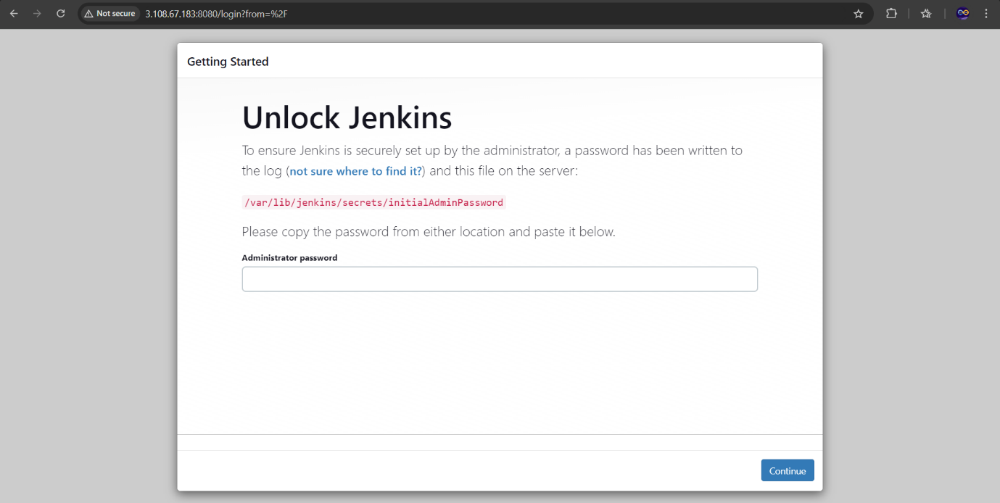 Not secure 3.108.67.183:8080/login?from=%2F
Getting Started
Unlock Jenkins
To ensure Jenkins is securely set up by the administrator, a password has been written to
the log (not sure where to find it?) and this file on the server:
/var/lib/jenkins/secrets/initialAdminPassword
Please copy the password from either location and paste it below.
Administrator password
Continue